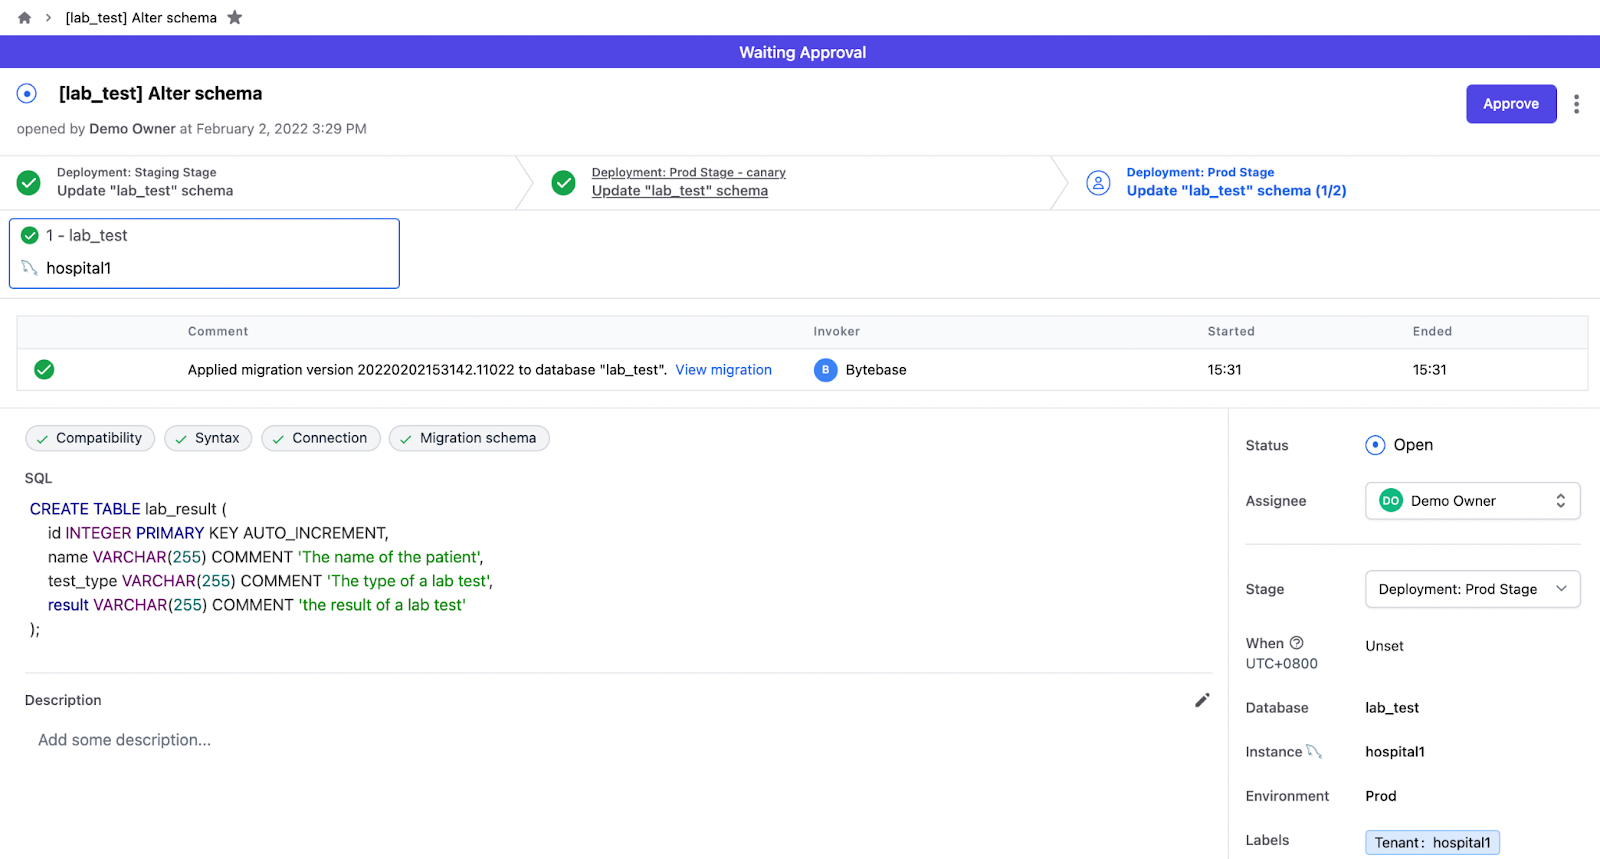 [lab_test] Alter schema
Waiting Approval
[lab_test] Alter schema
Approve
opened by Demo Owner at February 2, 2022 3:29 PM
Deployment: Staging Stage
Update "lab_test" schema
Deployment: Prod Stage - canary
Update "lab_test" schema
Deployment: Prod Stage
Update "lab_test" schema (1/2)
1 - lab_test
hospital1
Comment Invoker Started Ended
Applied migration version 20220202153142.11022 to database "lab_test". View migration B Bytebase 15:31 15:31
Compatibility Syntax Connection Migration schema
SQL
CREATE TABLE lab_result (
id INTEGER PRIMARY KEY AUTO_INCREMENT,
name VARCHAR(255) COMMENT 'The name of the patient',
test_type VARCHAR(255) COMMENT 'The type of a lab test',
result VARCHAR(255) COMMENT 'the result of a lab test'
);
Description
Add some description...
Status Open
Assignee DO Demo Owner
Stage Deployment: Prod Stage
When ? Unset
UTC+0800
Database lab_test
Instance hospital1
Environment Prod
Labels Tenant: hospital1